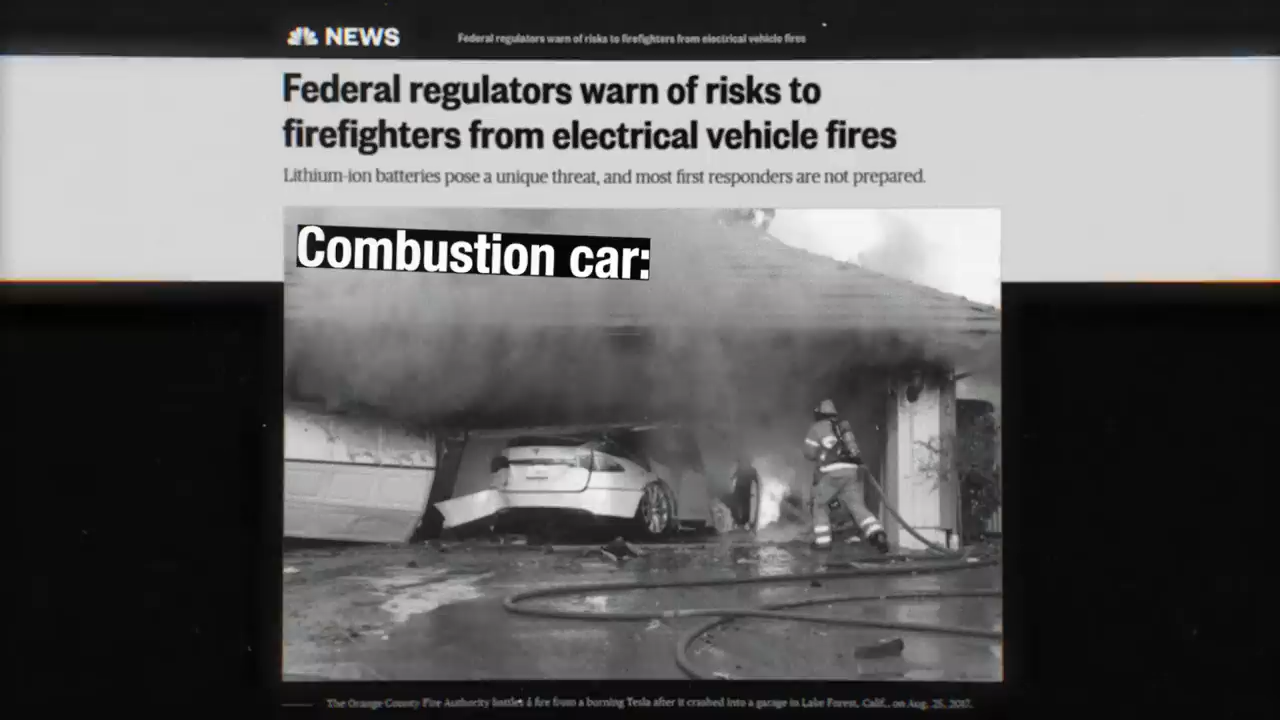 NEWS
Federal regulators warn of risks to firefighters from electrical vehicle fires
Federal regulators warn of risks to
firefighters from electrical vehicle fires
Lithium-ion batteries pose a unique threat, and most first responders are not prepared.
Combustion car:
The Orange County Fire Authority battles a fire from a burning Tesla after it crashed into a garage in Lake Forest, Calif., on Aug. 25, 2017.